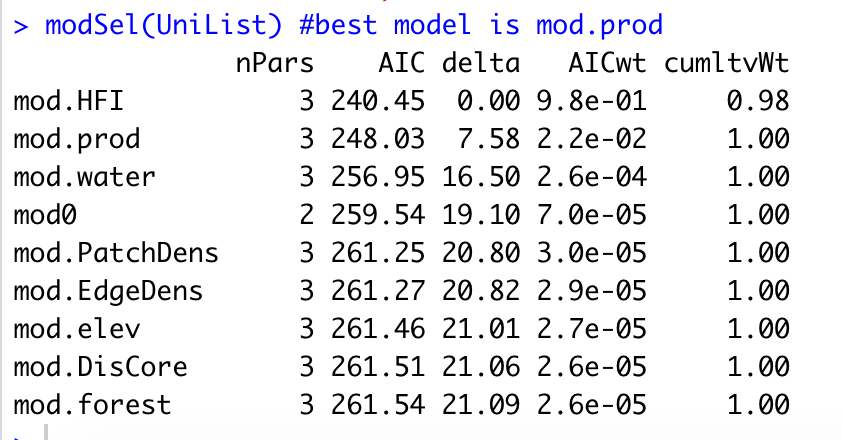 > modSel(UniList) #best model is mod.prod
nPars AIC delta AICwt cumltvWt
mod.HFI 3 240.45 0.00 9.8e-01 0.98
mod.prod 3 248.03 7.58 2.2e-02 1.00
mod.water 3 256.95 16.50 2.6e-04 1.00
mod0 2 259.54 19.10 7.0e-05 1.00
mod.PatchDens 3 261.25 20.80 3.0e-05 1.00
mod.EdgeDens 3 261.27 20.82 2.9e-05 1.00
mod.elev 3 261.46 21.01 2.7e-05 1.00
mod.DisCore 3 261.51 21.06 2.6e-05 1.00
mod.forest 3 261.54 21.09 2.6e-05 1.00